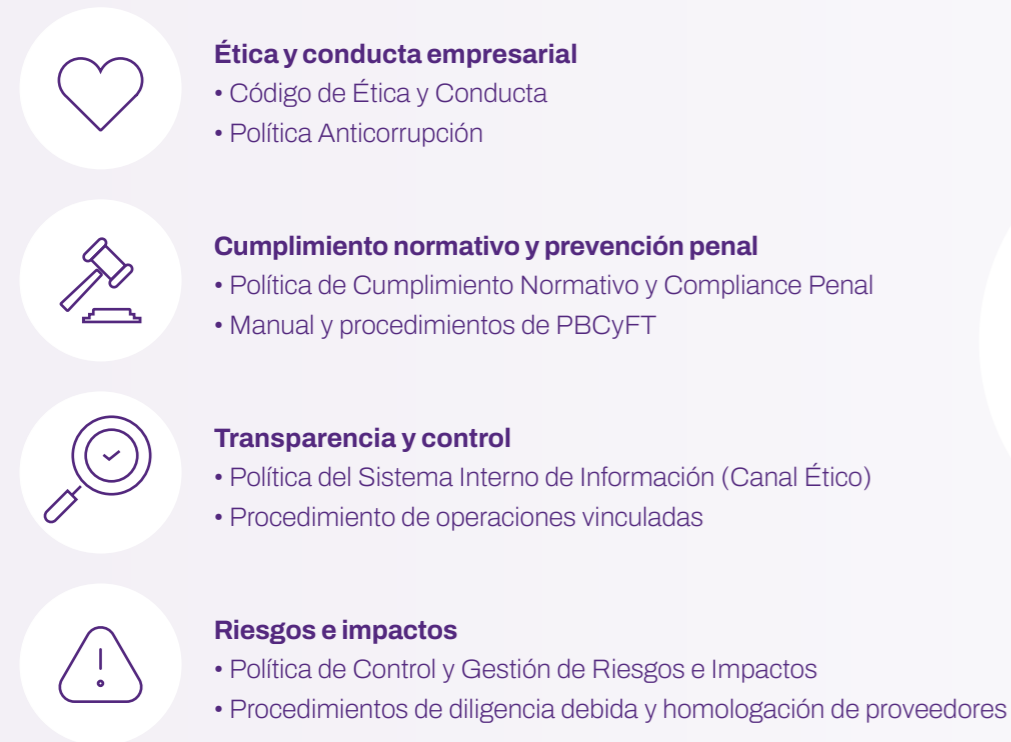 Ética y conducta empresarial
• Código de Ética y Conducta
• Política Anticorrupción
Cumplimiento normativo y prevención penal
• Política de Cumplimiento Normativo y Compliance Penal
• Manual y procedimientos de PBCyFT
Transparencia y control
• Política del Sistema Interno de Información (Canal Ético)
• Procedimiento de operaciones vinculadas
Riesgos e impactos
• Política de Control y Gestión de Riesgos e Impactos
• Procedimientos de diligencia debida y homologación de proveedores